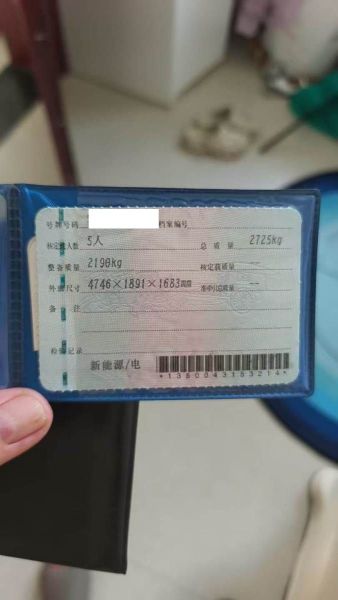 号牌号码 档案编号
核定载人数 5人 总质量 2725kg
整备质量 2190kg 核定载质量 --
外廓尺寸 4746×1891×1683mm 准牵引总质量 --
备注
检验记录
新能源/电